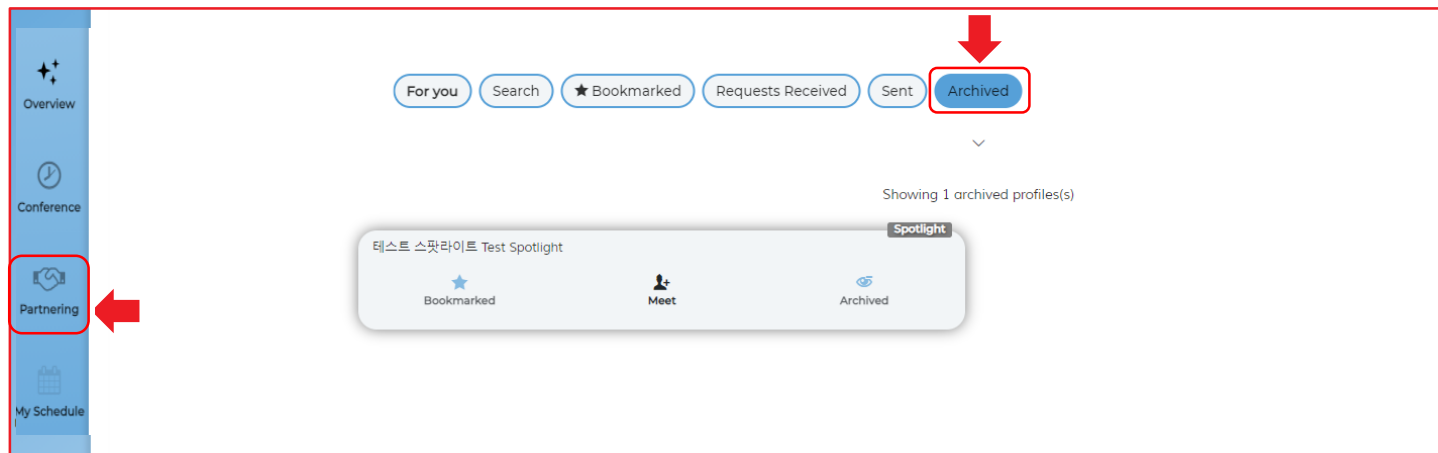 Overview
Conference
Partnering
My Schedule
For you
Search
Bookmarked
Requests Received
Sent
Archived
Showing 1 archived profiles(s)
Spotlight
테스트 스팟라이트 Test Spotlight
Bookmarked
Meet
Archived